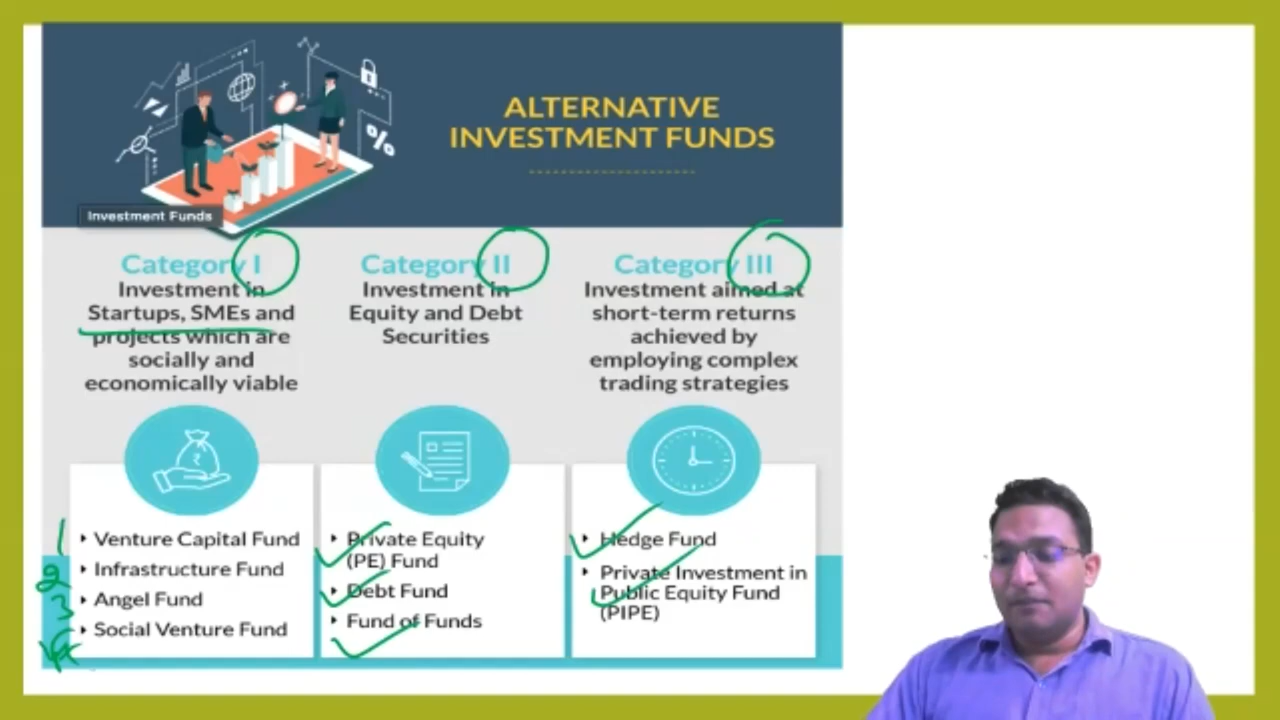 ALTERNATIVE
INVESTMENT FUNDS
%
Investment Funds
Category I
Investment in
Startups, SMEs and
projects which are
socially and
economically viable
₹
Venture Capital Fund
Infrastructure Fund
Angel Fund
Social Venture Fund
1
2
3
Category II
Investment in
Equity and Debt
Securities
Private Equity
(PE) Fund
Debt Fund
Fund of Funds
Category III
Investment aimed at
short-term returns
achieved by
employing complex
trading strategies
Hedge Fund
Private Investment in
Public Equity Fund
(PIPE)